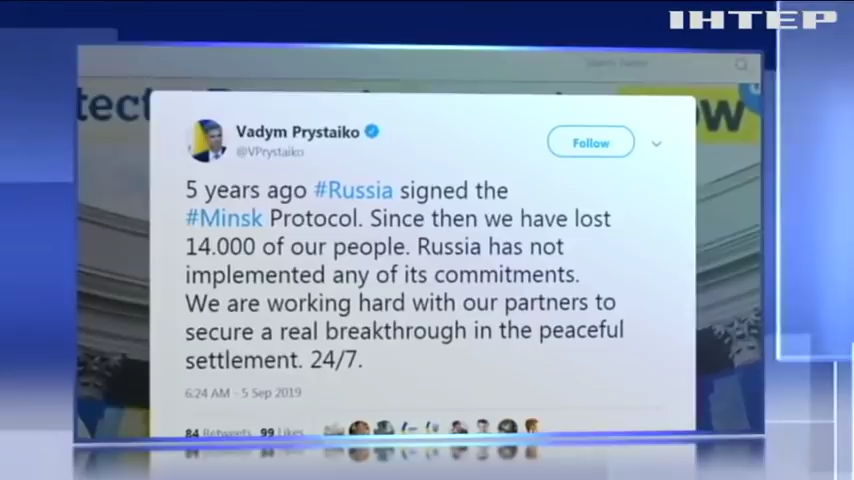 ІНТЕР
Vadym Prystaiko
@VPrystaiko
Follow
5 years ago #Russia signed the
#Minsk Protocol. Since then we have lost
14.000 of our people. Russia has not
implemented any of its commitments.
We are working hard with our partners to
secure a real breakthrough in the peaceful
settlement. 24/7.
6:24 AM - 5 Sep 2019
84 Retweets 99 Likes